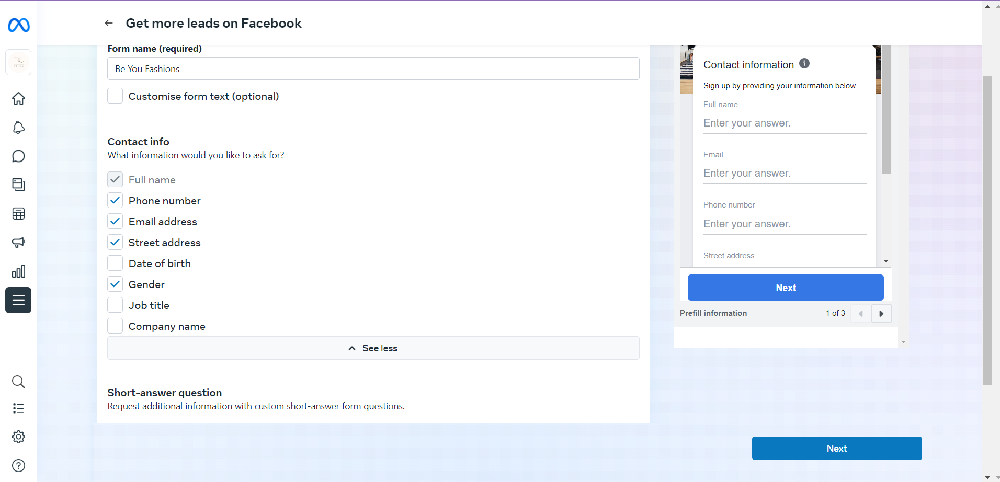 Get more leads on Facebook
BU
Form name (required)
Be You Fashions
Customise form text (optional)
Contact info
What information would you like to ask for?
Full name
Phone number
Email address
Street address
Date of birth
Gender
Job title
Company name
See less
Short-answer question
Request additional information with custom short-answer form questions.
Contact information
Sign up by providing your information below.
Full name
Enter your answer.
Email
Enter your answer.
Phone number
Enter your answer.
Street address
Next
Prefill information
1 of 3
Next